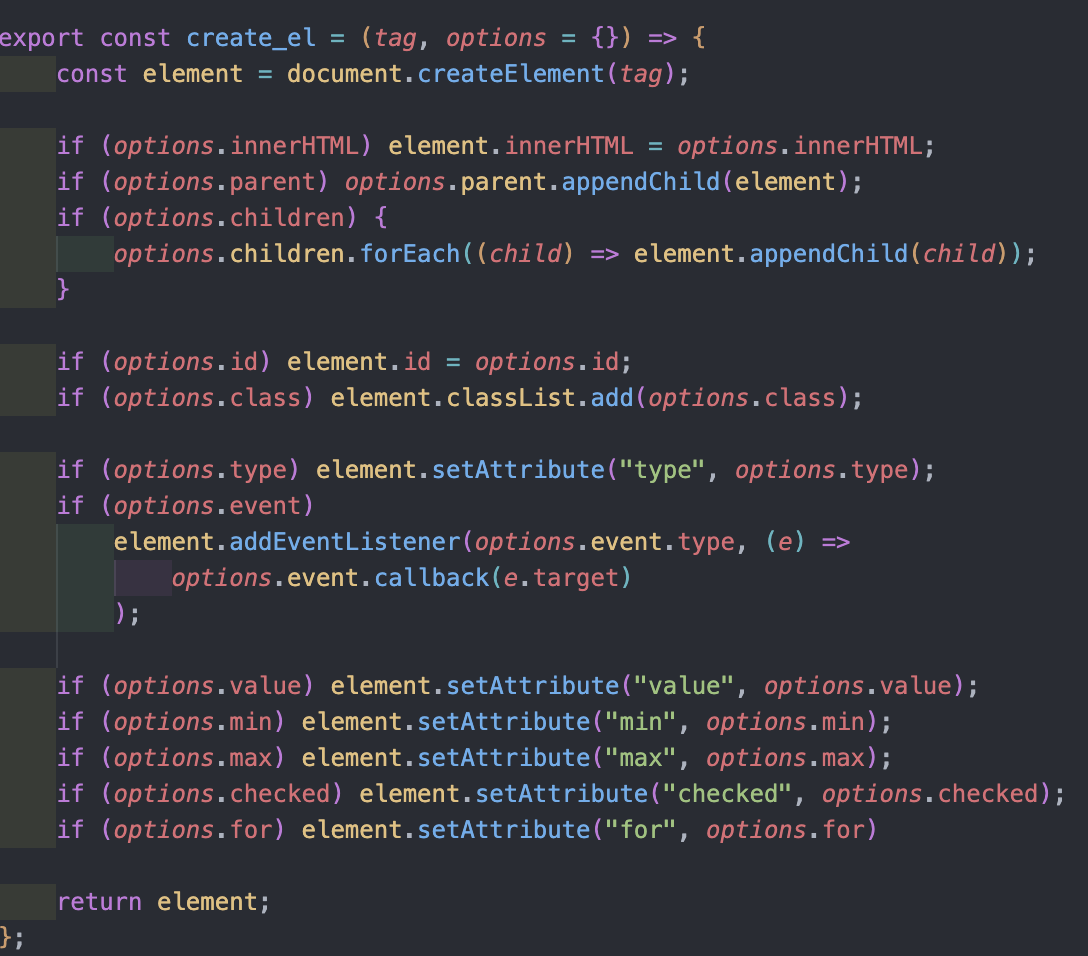 export const create_el = (tag, options = {}) => {
const element = document.createElement(tag);
if (options.innerHTML) element.innerHTML = options.innerHTML;
if (options.parent) options.parent.appendChild(element);
if (options.children) {
options.children.forEach((child) => element.appendChild(child));
}
if (options.id) element.id = options.id;
if (options.class) element.classList.add(options.class);
if (options.type) element.setAttribute("type", options.type);
if (options.event)
element.addEventListener(options.event.type, (e) =>
options.event.callback(e.target)
);
if (options.value) element.setAttribute("value", options.value);
if (options.min) element.setAttribute("min", options.min);
if (options.max) element.setAttribute("max", options.max);
if (options.checked) element.setAttribute("checked", options.checked);
if (options.for) element.setAttribute("for", options.for)
return element;
};